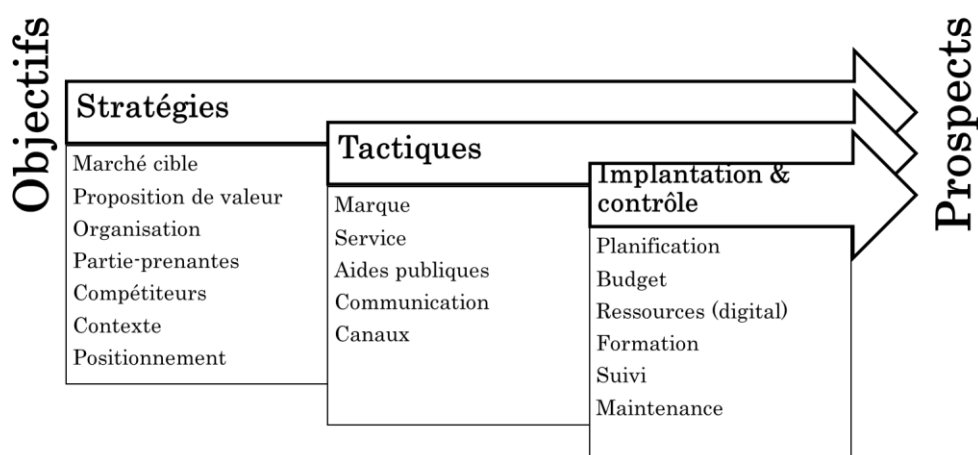 Objectifs
Stratégies
Marché cible
Proposition de valeur
Organisation
Partie-prenantes
Compétiteurs
Contexte
Positionnement
Tactiques
Marque
Service
Aides publiques
Communication
Canaux
Implantation &
contrôle
Planification
Budget
Ressources (digital)
Formation
Suivi
Maintenance
Prospects